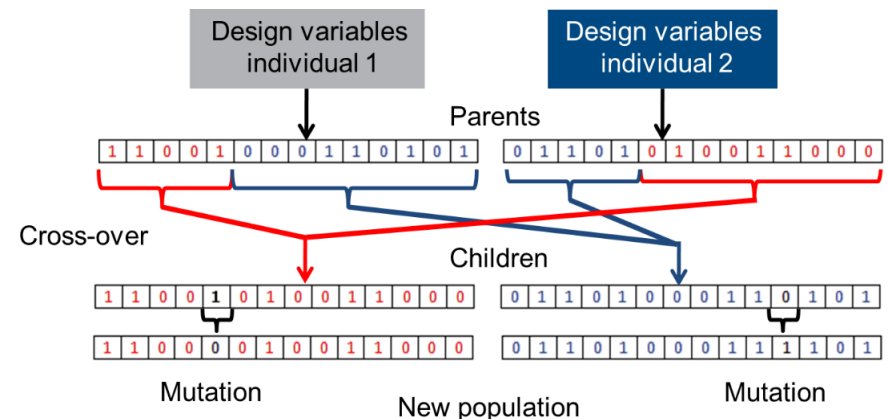 Design variables
individual 1
Design variables
individual 2
Parents
1 1 0 0 1 0 0 0 1 1 0 1 0 1
0 1 1 0 1 0 1 0 0 1 1 0 0 0
Cross-over
Children
1 1 0 0 1 0 1 0 0 1 1 0 0 0
0 1 1 0 1 0 0 0 1 1 0 1 0 1
1 1 0 0 0 0 1 0 0 1 1 0 0 0
0 1 1 0 1 0 0 0 1 1 1 1 0 1
Mutation
Mutation
New population